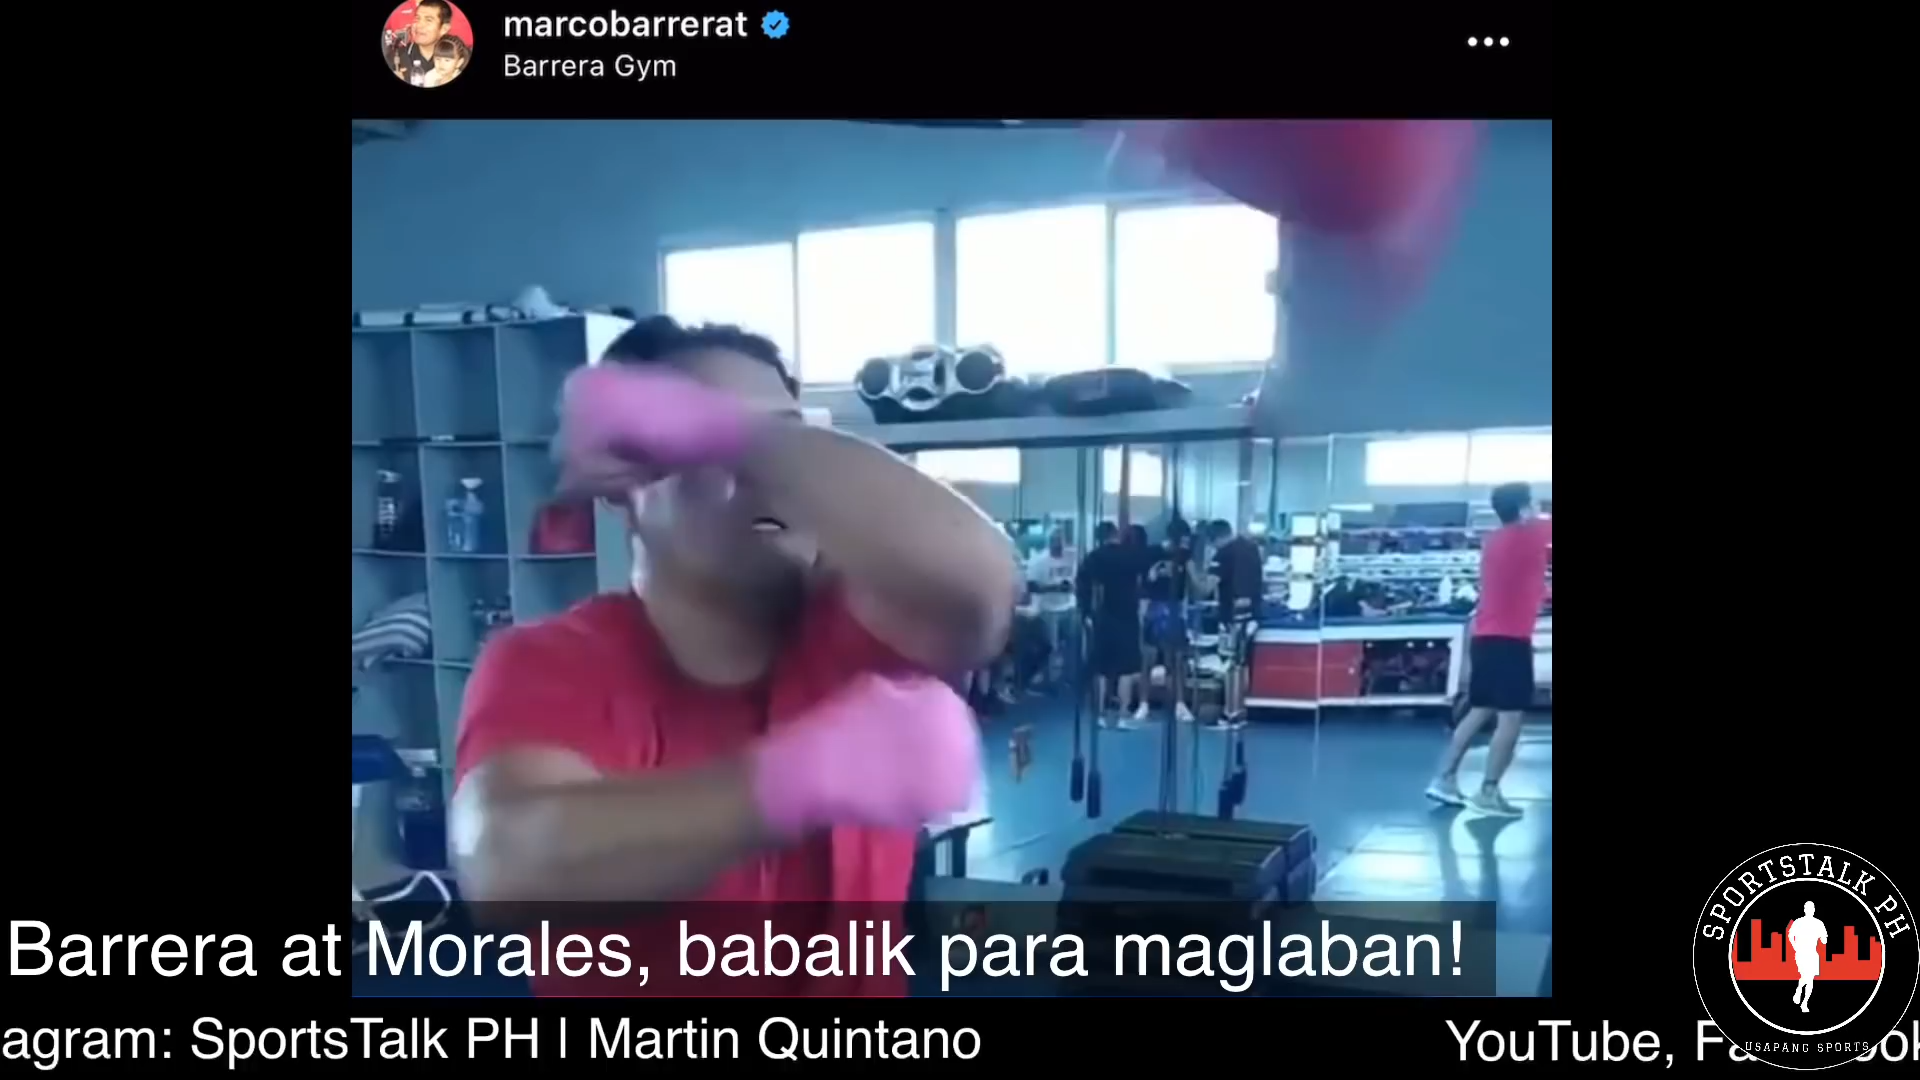 marcobarrerat
Barrera Gym
Barrera at Morales, babalik para maglaban!
agram: SportsTalk PH | Martin Quintano
YouTube, Fa
SPORTSTALK PH
USAPANG SPORTS